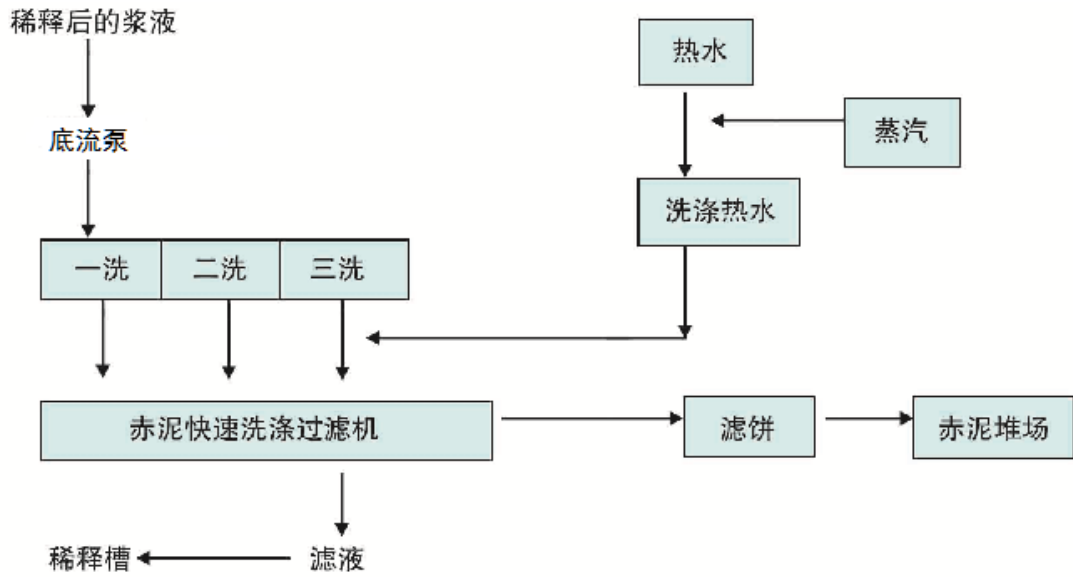 稀释后的浆液
热水
蒸汽
底流泵
洗涤热水
一洗
二洗
三洗
赤泥快速洗涤过滤机
滤饼
赤泥堆场
稀释槽
滤液